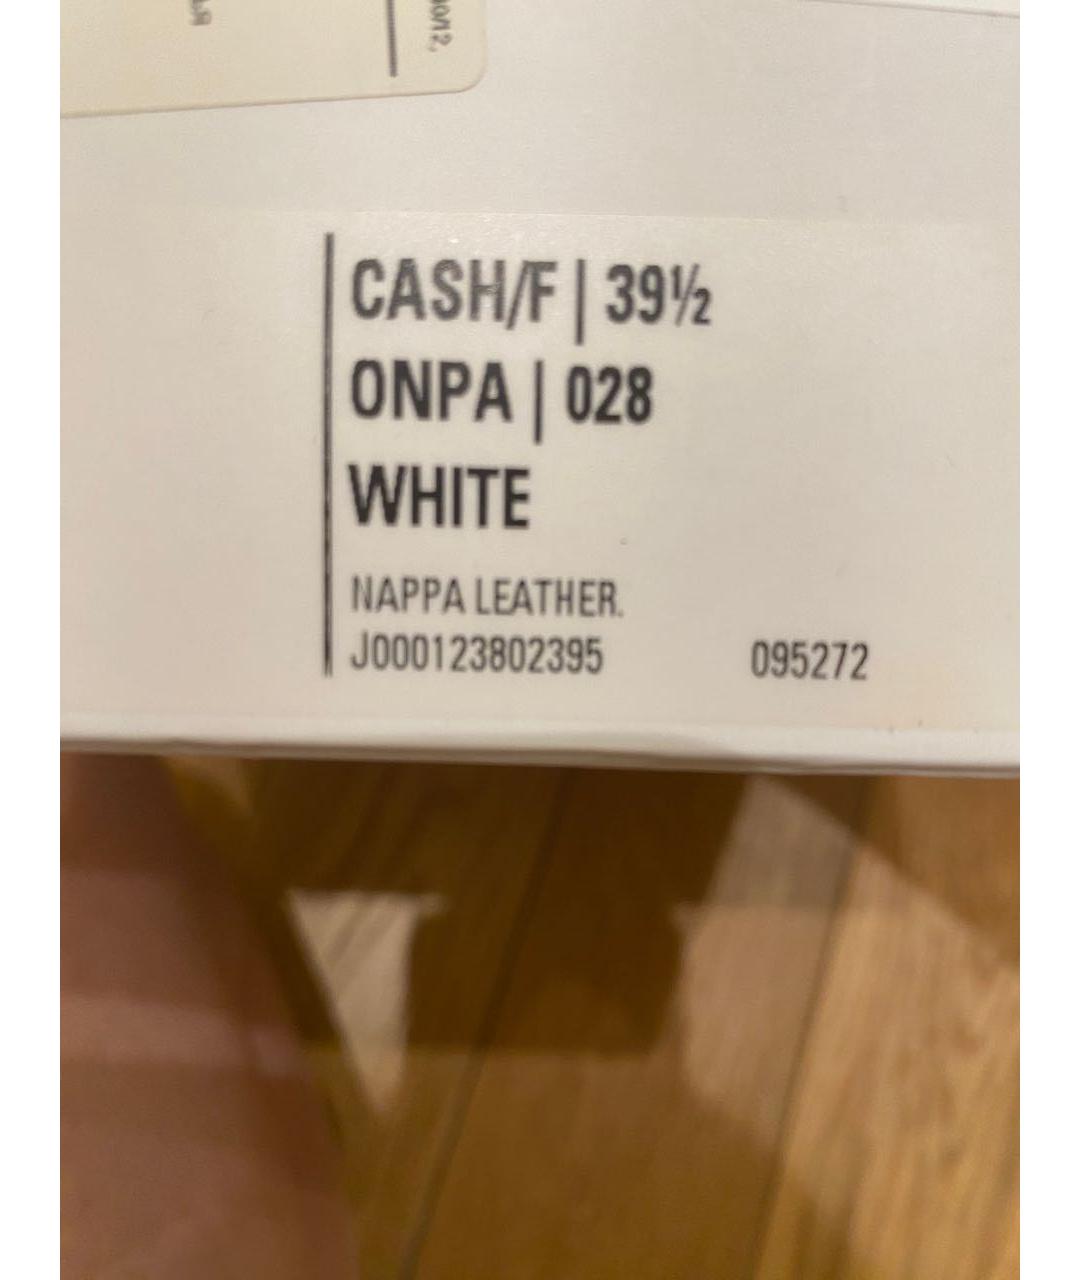 CASH/F | 39½
ONPA | 028
WHITE
NAPPA LEATHER.
J000123802395 095272